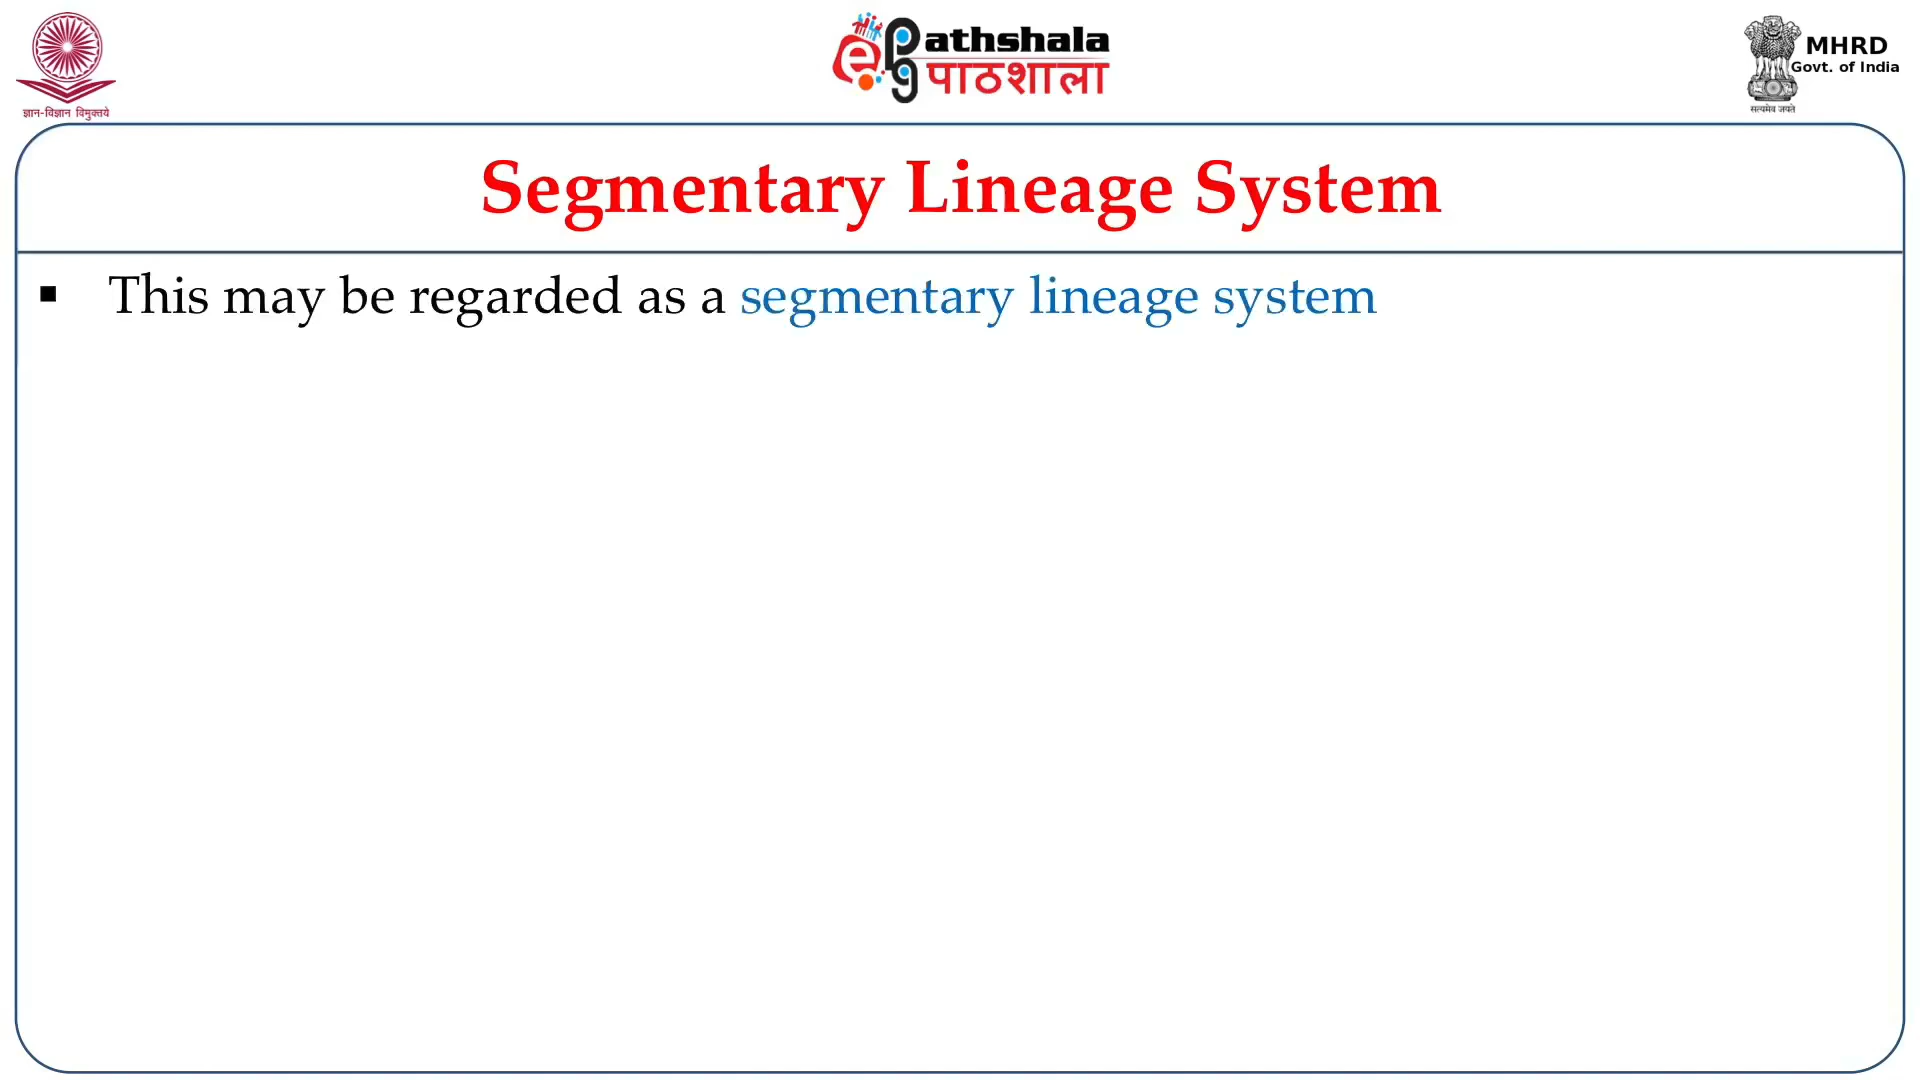 ज्ञान-विज्ञान विमुक्तये
ePathshala
पाठशाला
MHRD
Govt. of India
सत्यमेव जयते
Segmentary Lineage System
▪ This may be regarded as a segmentary lineage system